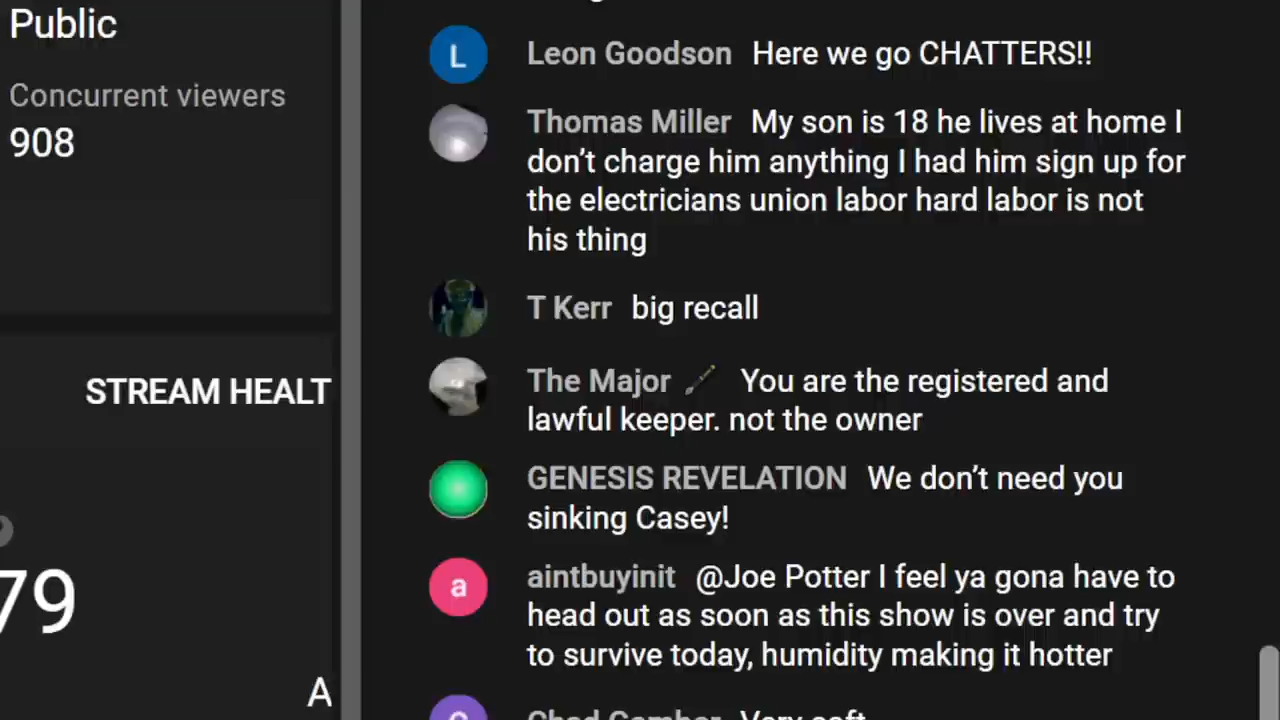 Public
Concurrent viewers
908
STREAM HEALT
79
A
Leon Goodson Here we go CHATTERS!!
Thomas Miller My son is 18 he lives at home I
don’t charge him anything I had him sign up for
the electricians union labor hard labor is not
his thing
T Kerr big recall
The Major You are the registered and
lawful keeper. not the owner
GENESIS REVELATION We don’t need you
sinking Casey!
a aintbuyinit @Joe Potter I feel ya gona have to
head out as soon as this show is over and try
to survive today, humidity making it hotter